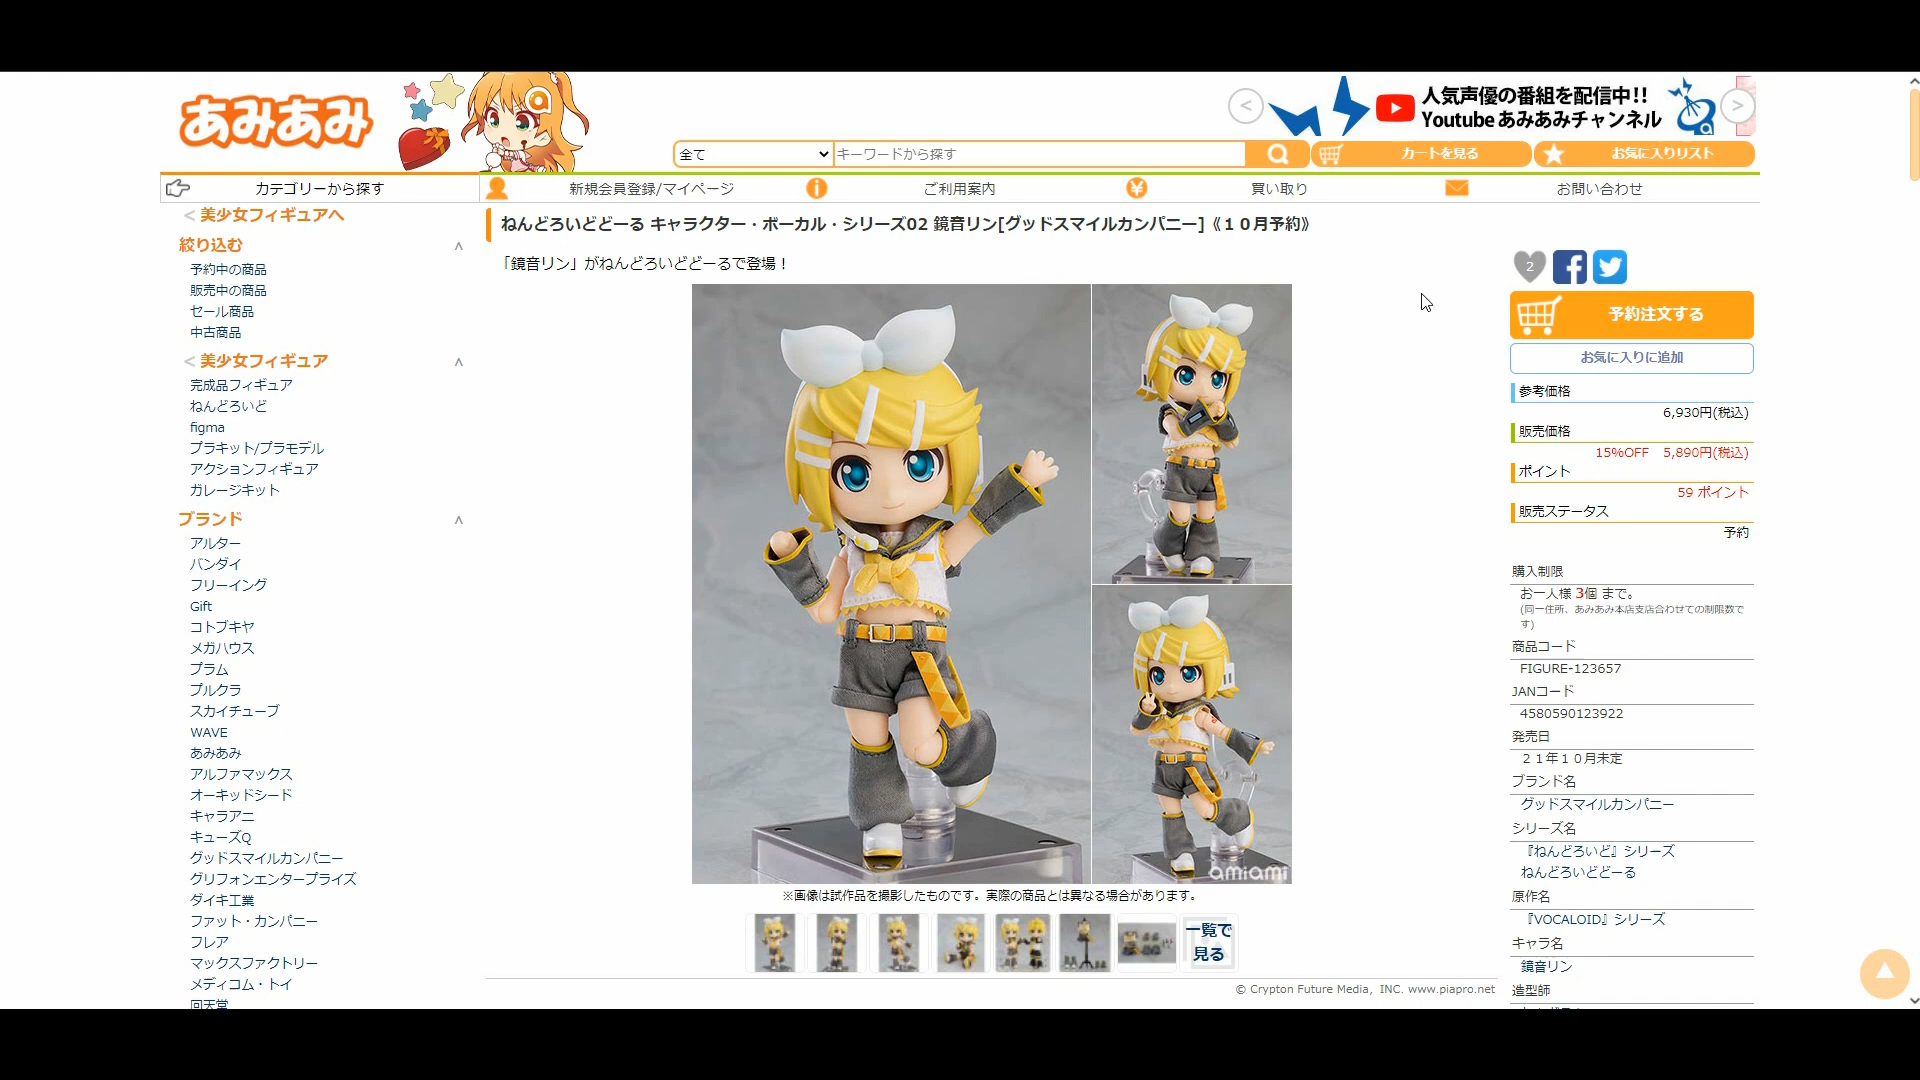 あみあみ
人気声優の番組を配信中!!
Youtube あみあみチャンネル
全て
キーワードから探す
カートを見る
お気に入りリスト
カテゴリーから探す
新規会員登録/マイページ
ご利用案内
買い取り
お問い合わせ
＜美少女フィギュアへ
絞り込む
予約中の商品
販売中の商品
セール商品
中古商品
＜美少女フィギュア
完成品フィギュア
ねんどろいど
figma
プラキット/プラモデル
アクションフィギュア
ガレージキット
ブランド
アルター
バンダイ
フリーイング
Gift
コトブキヤ
メガハウス
プラム
プルクラ
スカイチューブ
WAVE
あみあみ
アルファマックス
オーキッドシード
キャラアニ
キューズQ
グッドスマイルカンパニー
グリフォンエンタープライズ
ダイキ工業
ファット・カンパニー
フレア
マックスファクトリー
メディコム・トイ
回天堂
ねんどろいどどーる キャラクター・ボーカル・シリーズ02 鏡音リン[グッドスマイルカンパニー]《１０月予約》
「鏡音リン」がねんどろいどどーるで登場！
amiami
※画像は試作品を撮影したものです。実際の商品とは異なる場合があります。
一覧で
見る
© Crypton Future Media, INC. www.piapro.net
2
予約注文する
お気に入りに追加
参考価格
6,930円(税込)
販売価格
15%OFF 5,890円(税込)
ポイント
59 ポイント
販売ステータス
予約
購入制限
お一人様 3個 まで。
(同一住所、あみあみ本店支店合わせての制限数で
す)
商品コード
FIGURE-123657
JANコード
4580590123922
発売日
２１年１０月未定
ブランド名
グッドスマイルカンパニー
シリーズ名
『ねんどろいど』シリーズ
ねんどろいどどーる
原作名
『VOCALOID』シリーズ
キャラ名
鏡音リン
造型師